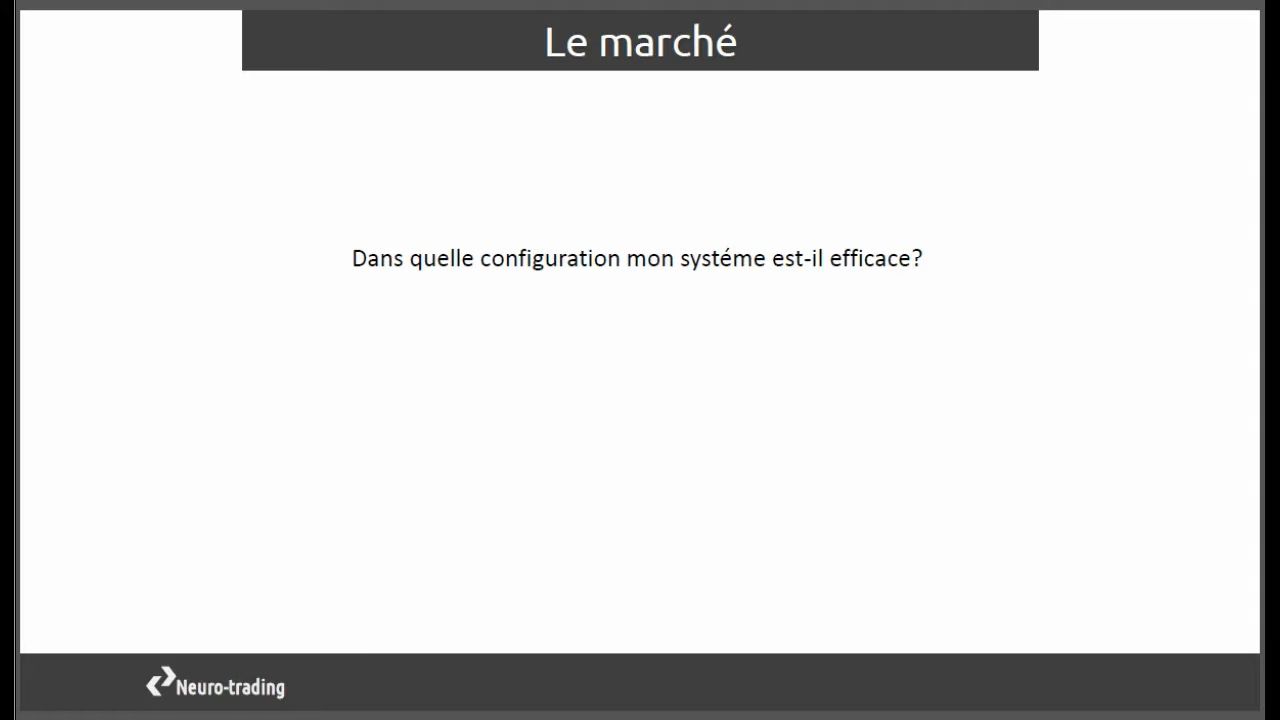 Le marché
Dans quelle configuration mon systéme est-il efficace?
Neuro-trading